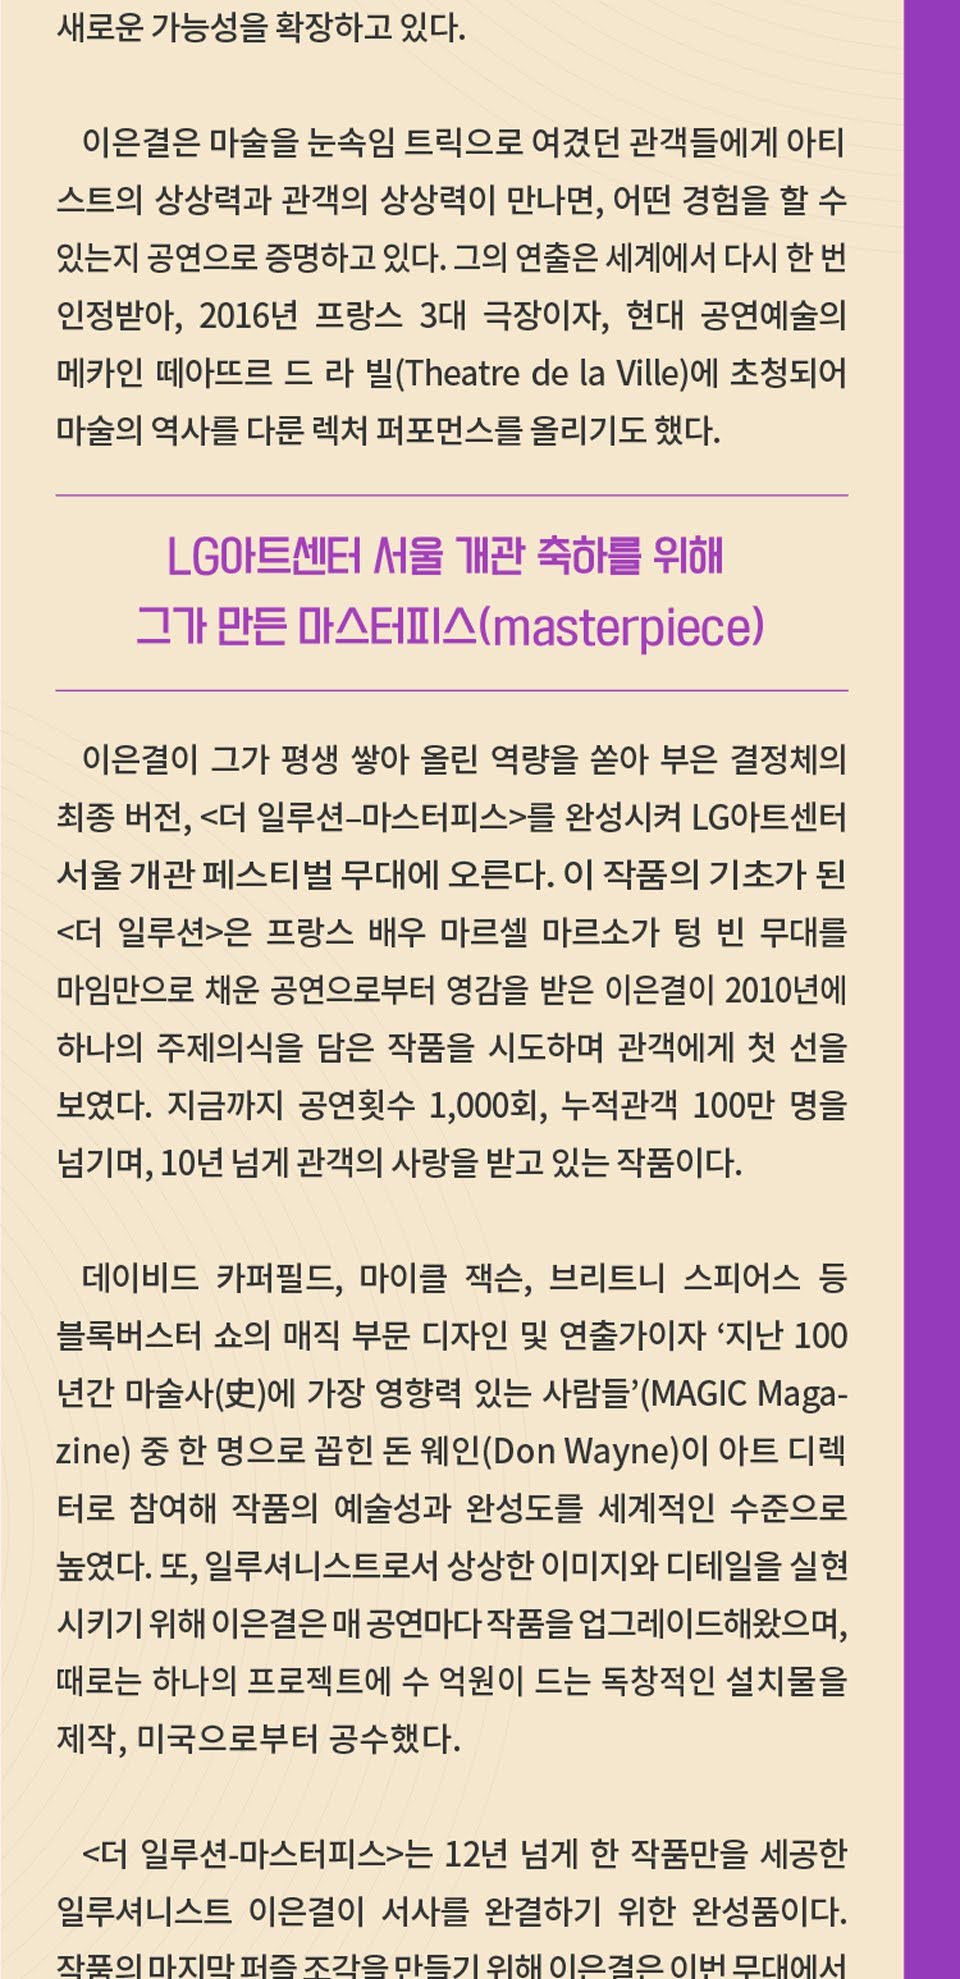 새로운 가능성을 확장하고 있다.
이은결은 마술을 눈속임 트릭으로 여겼던 관객들에게 아티
스트의 상상력과 관객의 상상력이 만나면, 어떤 경험을 할 수
있는지 공연으로 증명하고 있다. 그의 연출은 세계에서 다시 한 번
인정받아, 2016년 프랑스 3대 극장이자, 현대 공연예술의
메카인 떼아뜨르 드 라 빌(Theatre de la Ville)에 초청되어
마술의 역사를 다룬 렉처 퍼포먼스를 올리기도 했다.
LG아트센터 서울 개관 축하를 위해
그가 만든 마스터피스(masterpiece)
이은결이 그가 평생 쌓아 올린 역량을 쏟아 부은 결정체의
최종 버전, <더 일루션–마스터피스>를 완성시켜 LG아트센터
서울 개관 페스티벌 무대에 오른다. 이 작품의 기초가 된
<더 일루션>은 프랑스 배우 마르셀 마르소가 텅 빈 무대를
마임만으로 채운 공연으로부터 영감을 받은 이은결이 2010년에
하나의 주제의식을 담은 작품을 시도하며 관객에게 첫 선을
보였다. 지금까지 공연횟수 1,000회, 누적관객 100만 명을
넘기며, 10년 넘게 관객의 사랑을 받고 있는 작품이다.
데이비드 카퍼필드, 마이클 잭슨, 브리트니 스피어스 등
블록버스터 쇼의 매직 부문 디자인 및 연출가이자 ‘지난 100
년간 마술사(史)에 가장 영향력 있는 사람들’(MAGIC Maga-
zine) 중 한 명으로 꼽힌 돈 웨인(Don Wayne)이 아트 디렉
터로 참여해 작품의 예술성과 완성도를 세계적인 수준으로
높였다. 또, 일루셔니스트로서 상상한 이미지와 디테일을 실현
시키기 위해 이은결은 매 공연마다 작품을 업그레이드해왔으며,
때로는 하나의 프로젝트에 수 억원이 드는 독창적인 설치물을
제작, 미국으로부터 공수했다.
<더 일루션-마스터피스>는 12년 넘게 한 작품만을 세공한
일루셔니스트 이은결이 서사를 완결하기 위한 완성품이다.
작품의 마지막 퍼즐 조각을 만들기 위해 이은결은 이번 무대에서